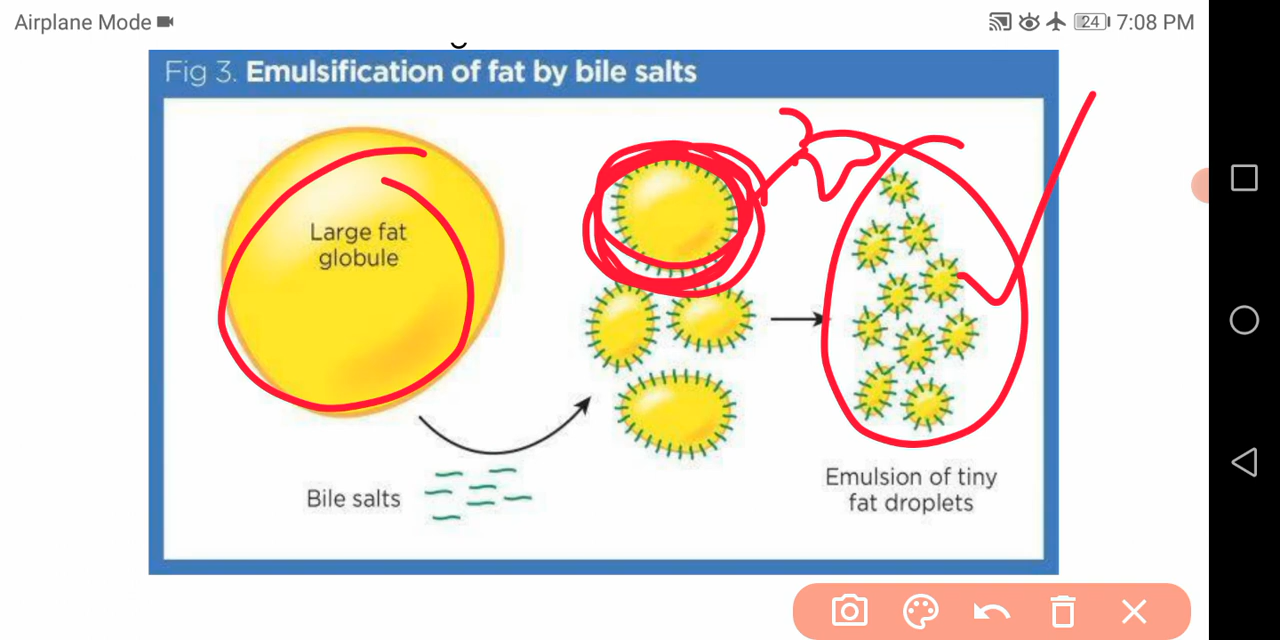 Airplane Mode
24 7:08 PM
Fig 3. Emulsification of fat by bile salts
Large fat
globule
Bile salts
Emulsion of tiny
fat droplets